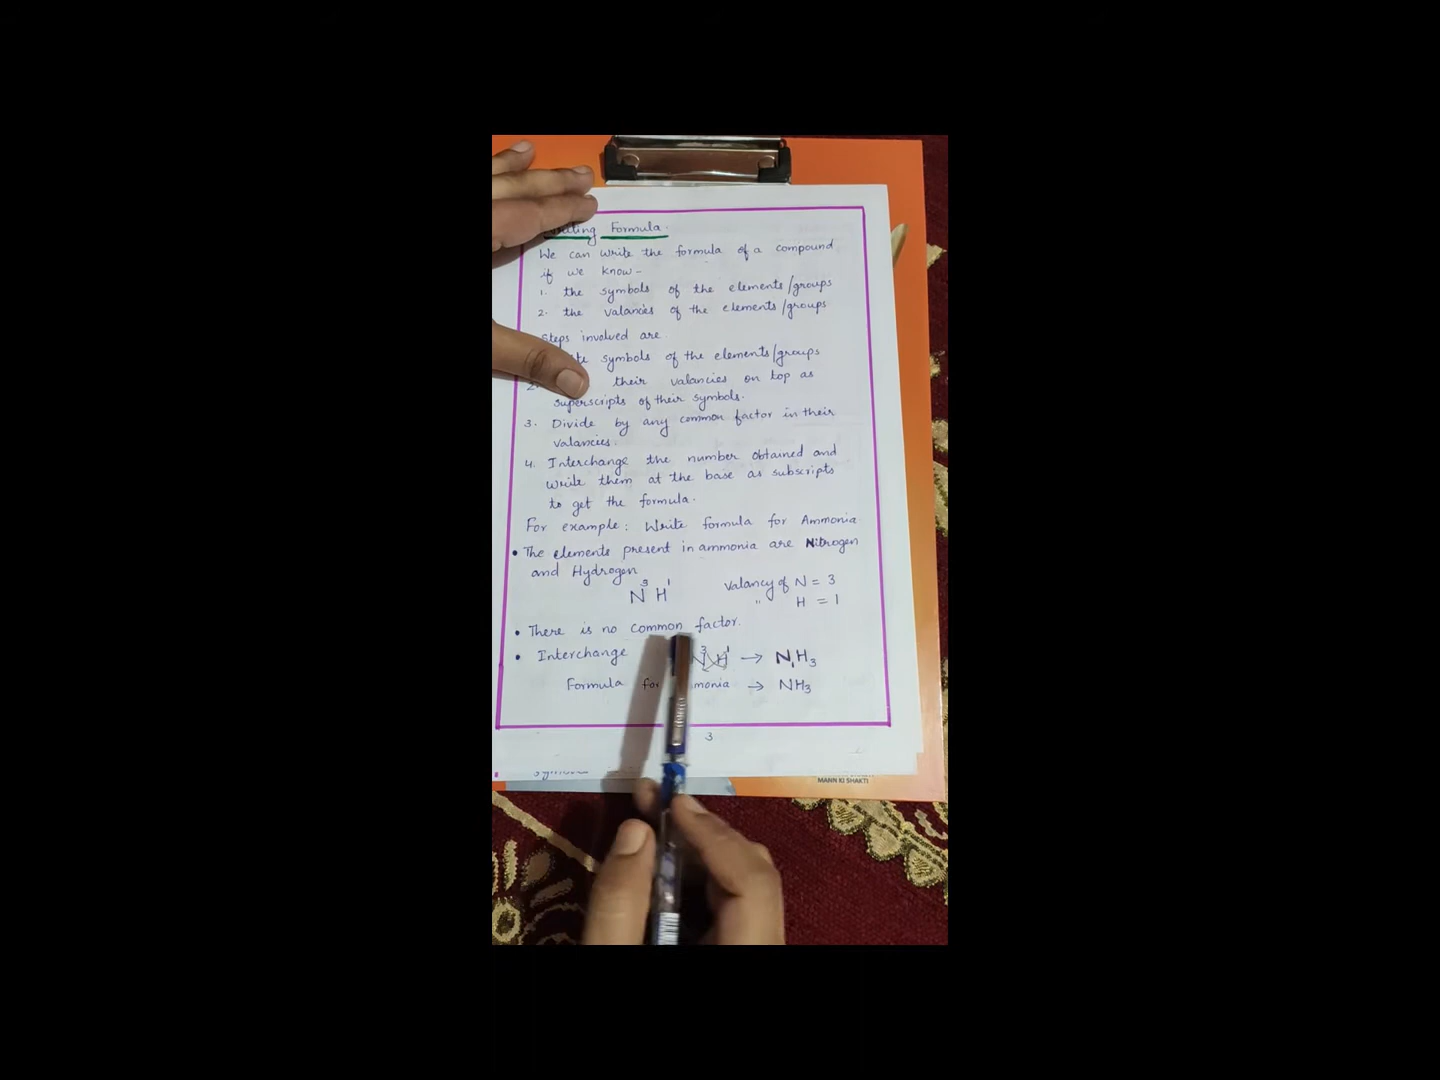 Formula.
We can write the formula of a compound
if we know-
1. the symbols of the elements/groups
2. the valancies of the elements/groups
Steps involved are.
symbols of the elements/groups
2. their valancies on top as
superscripts of their symbols.
3. Divide by any common factor in their
valancies.
4. Interchange the number obtained and
write them at the base as subscripts
to get the formula.
For example: Write formula for Ammonia
• The elements present in ammonia are Nitrogen
and Hydrogen
N³ H¹ Valancy of N = 3
" H = 1
• There is no common factor.
• Interchange N³ H¹ → N₁H₃
Formula for → NH₃
3
MANN KI SHAKTI